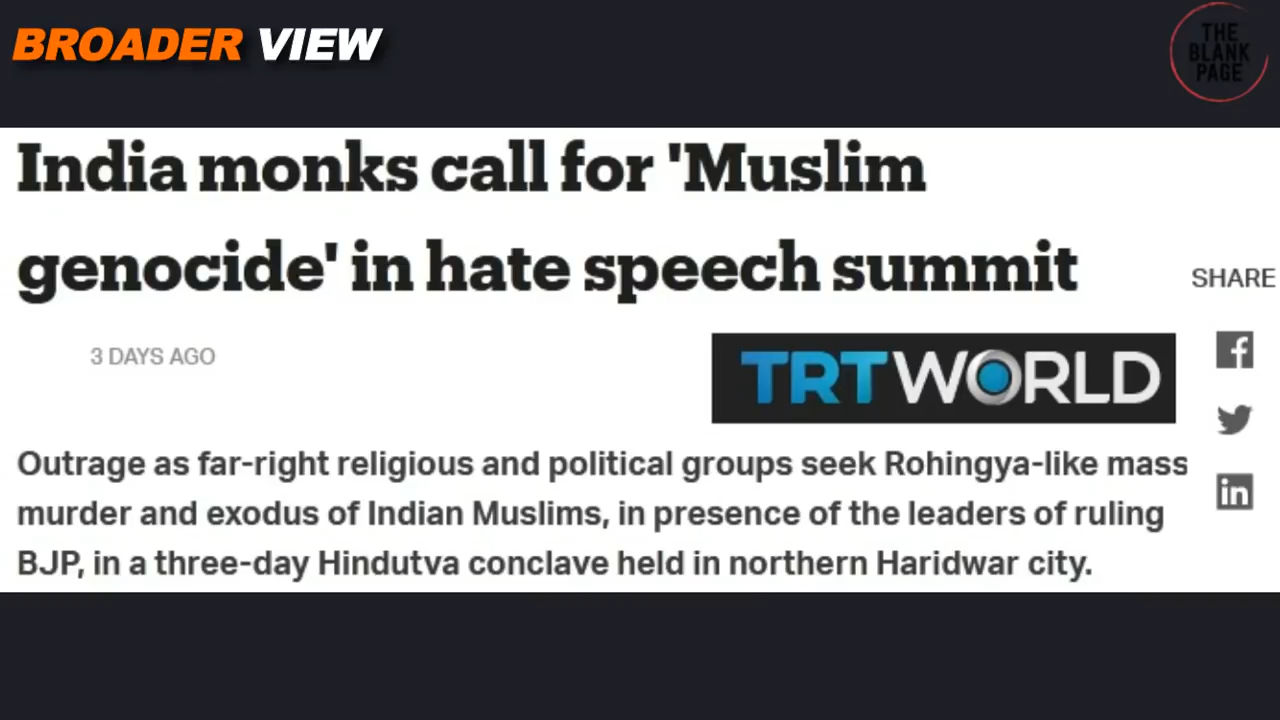 BROADER VIEW
THE
BLANK
PAGE
India monks call for 'Muslim
genocide' in hate speech summit
SHARE
3 DAYS AGO
TRTWORLD
Outrage as far-right religious and political groups seek Rohingya-like mass
murder and exodus of Indian Muslims, in presence of the leaders of ruling
BJP, in a three-day Hindutva conclave held in northern Haridwar city.